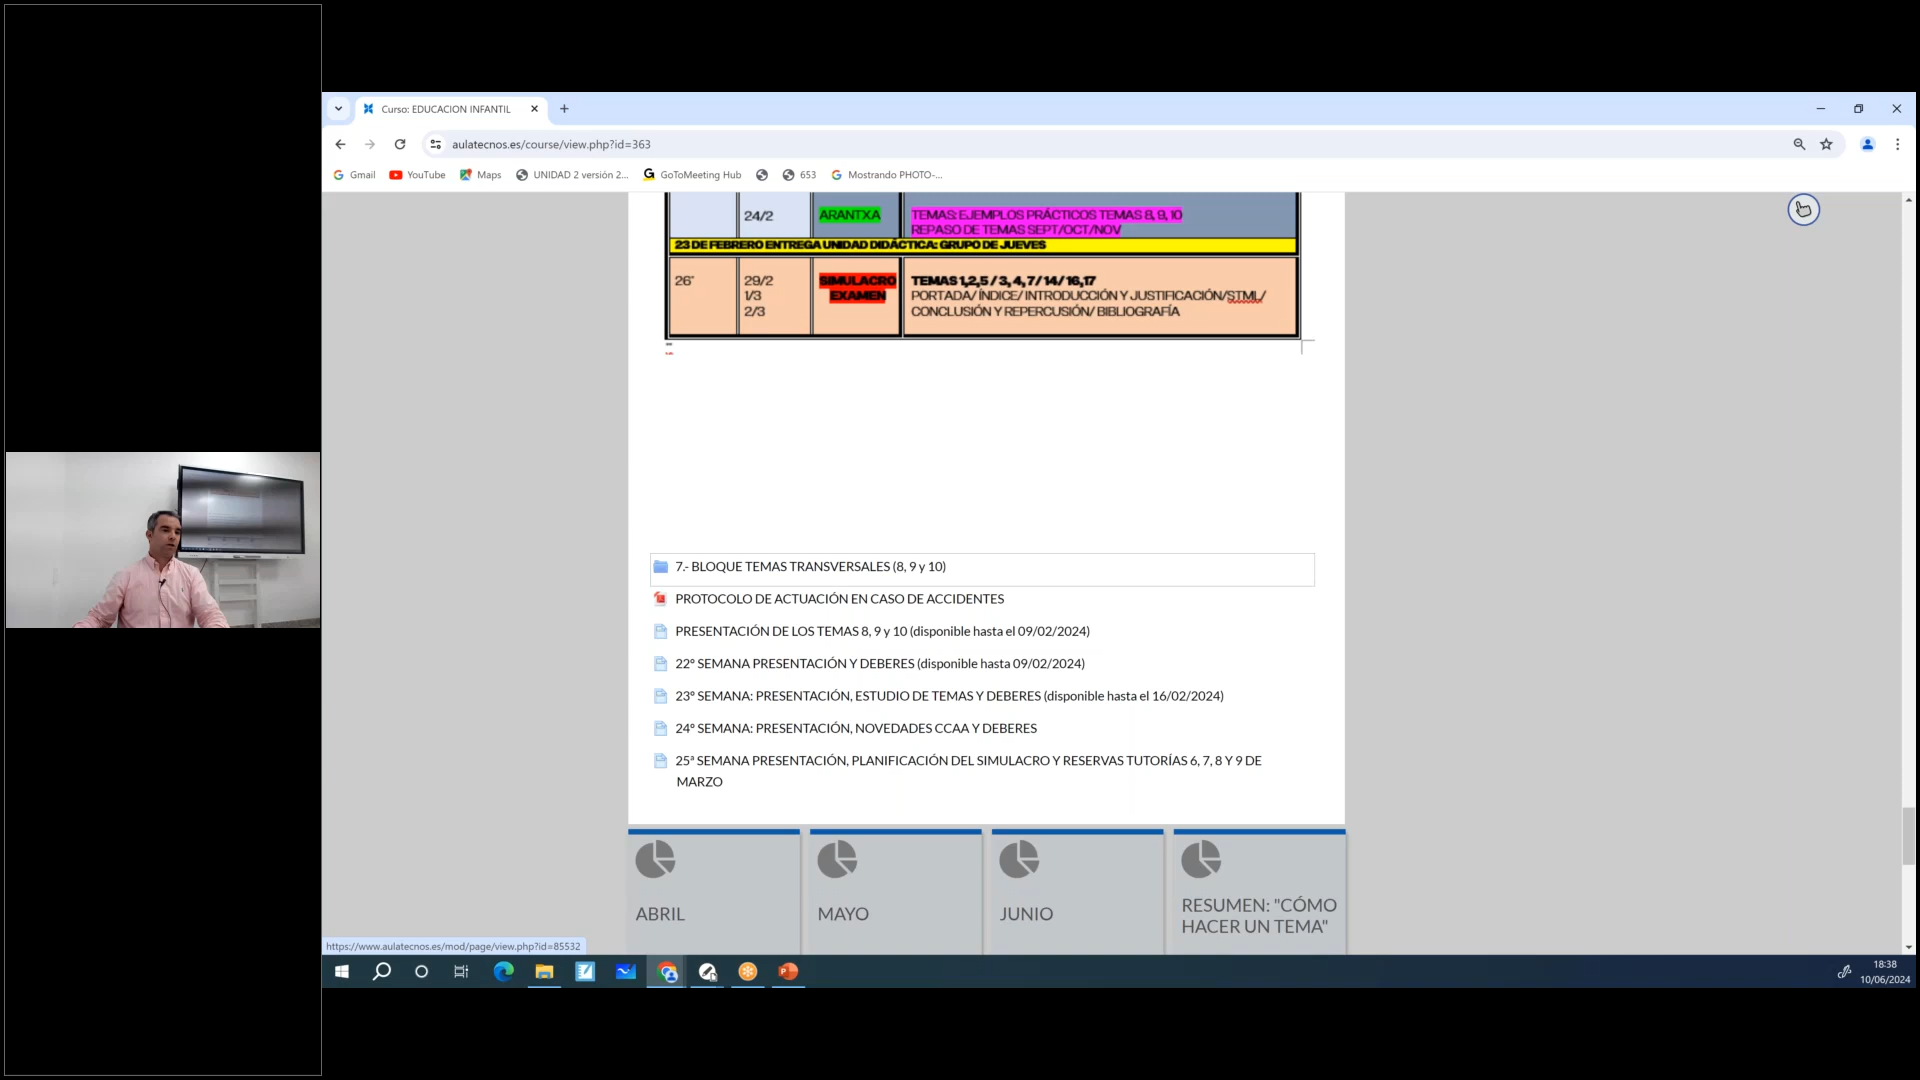 Curso: EDUCACION INFANTIL
aulatecnos.es/course/view.php?id=363
Gmail
YouTube
Maps
UNIDAD 2 versión 2...
GoToMeeting Hub
653
Mostrando PHOTO-...
24/2
ARANTXA
TEMAS: EJEMPLOS PRÁCTICOS TEMAS 8, 9, 10
REPASO DE TEMAS SEPT/OCT/NOV
23 DE FEBRERO ENTREGA UNIDAD DIDÁCTICA: GRUPO DE JUEVES
26ª
29/2
1/3
2/3
SIMULACRO
EXAMEN
TEMAS 1,2,5 / 3, 4, 7/ 14/ 16,17
PORTADA/ ÍNDICE/ INTRODUCCIÓN Y JUSTIFICACIÓN/STML/
CONCLUSIÓN Y REPERCUSIÓN/ BIBLIOGRAFÍA
7.- BLOQUE TEMAS TRANSVERSALES (8, 9 y 10)
PROTOCOLO DE ACTUACIÓN EN CASO DE ACCIDENTES
PRESENTACIÓN DE LOS TEMAS 8, 9 y 10 (disponible hasta el 09/02/2024)
22º SEMANA PRESENTACIÓN Y DEBERES (disponible hasta 09/02/2024)
23º SEMANA: PRESENTACIÓN, ESTUDIO DE TEMAS Y DEBERES (disponible hasta el 16/02/2024)
24º SEMANA: PRESENTACIÓN, NOVEDADES CCAA Y DEBERES
25ª SEMANA PRESENTACIÓN, PLANIFICACIÓN DEL SIMULACRO Y RESERVAS TUTORÍAS 6, 7, 8 Y 9 DE
MARZO
ABRIL
MAYO
JUNIO
RESUMEN: "CÓMO
HACER UN TEMA"
https://www.aulatecnos.es/mod/page/view.php?id=85532
18:38
10/06/2024